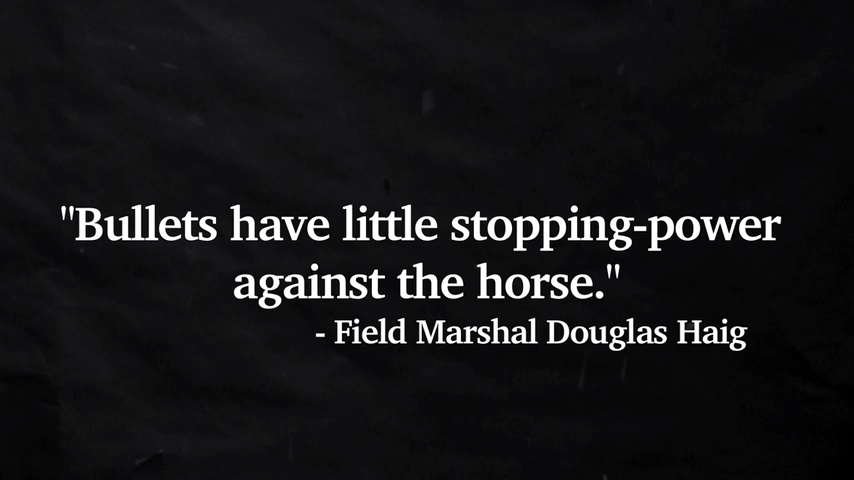 "Bullets have little stopping-power
against the horse."
- Field Marshal Douglas Haig